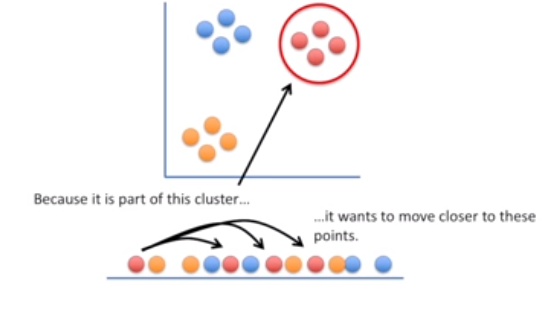 Because it is part of this cluster...
...it wants to move closer to these
points.